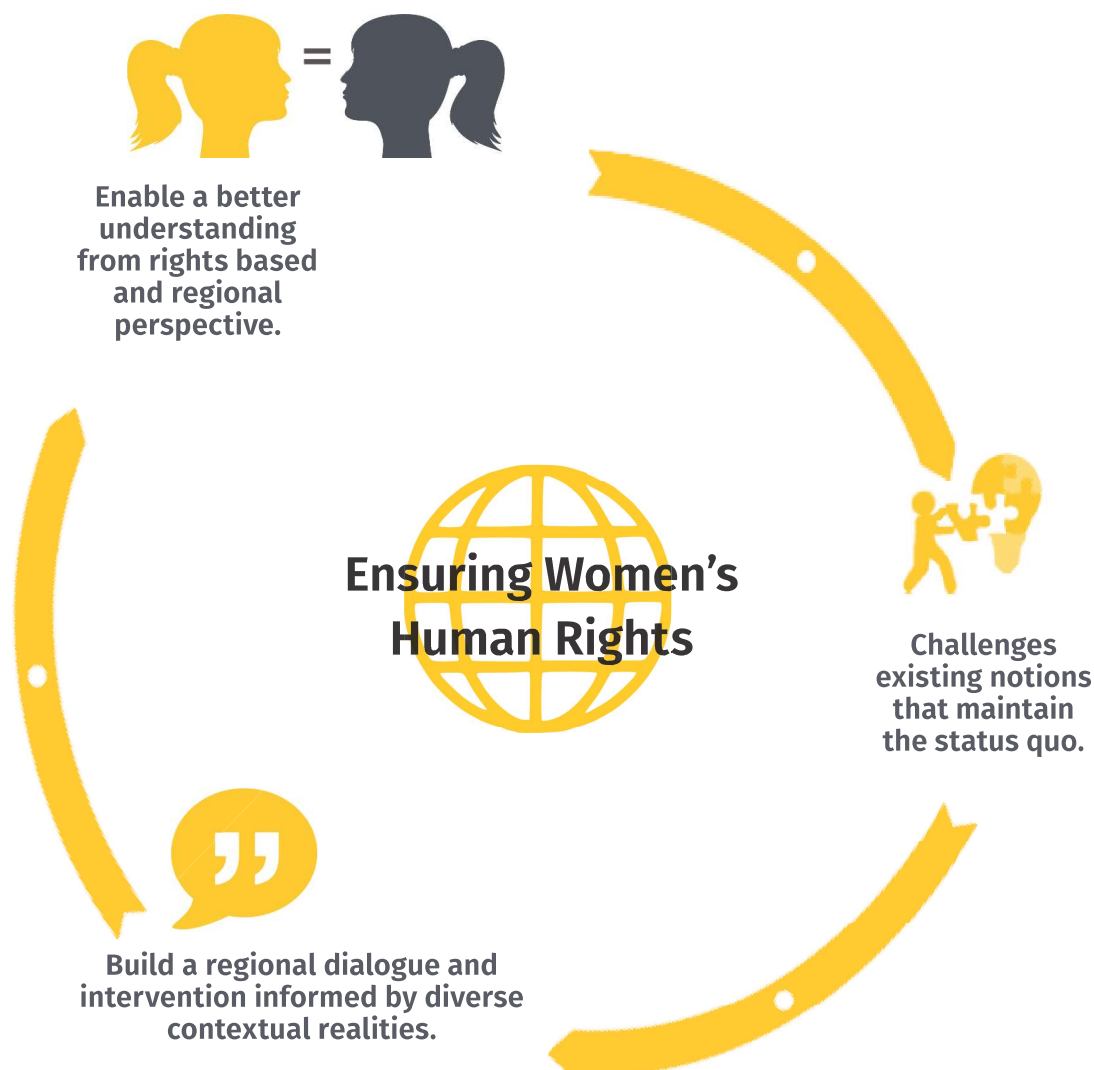 =
Enable a better
understanding
from rights based
and regional
perspective.
Ensuring Women’s
Human Rights
Challenges
existing notions
that maintain
the status quo.
”
Build a regional dialogue and
intervention informed by diverse
contextual realities.